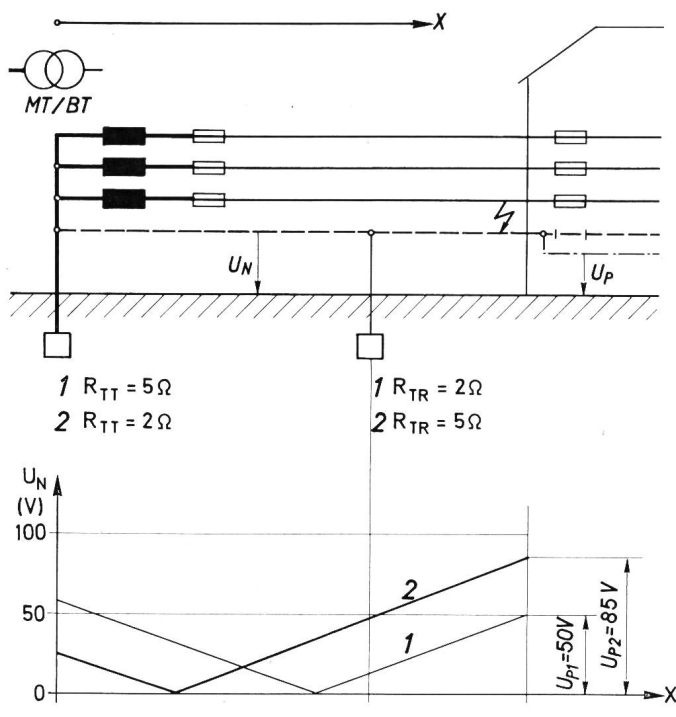 X
MT/BT
U_N
U_P
1 R_TT = 5Ω
2 R_TT = 2Ω
1 R_TR = 2Ω
2 R_TR = 5Ω
U_N
(V)
100
50
0
2
1
U_P1=50V
U_P2=85V
X